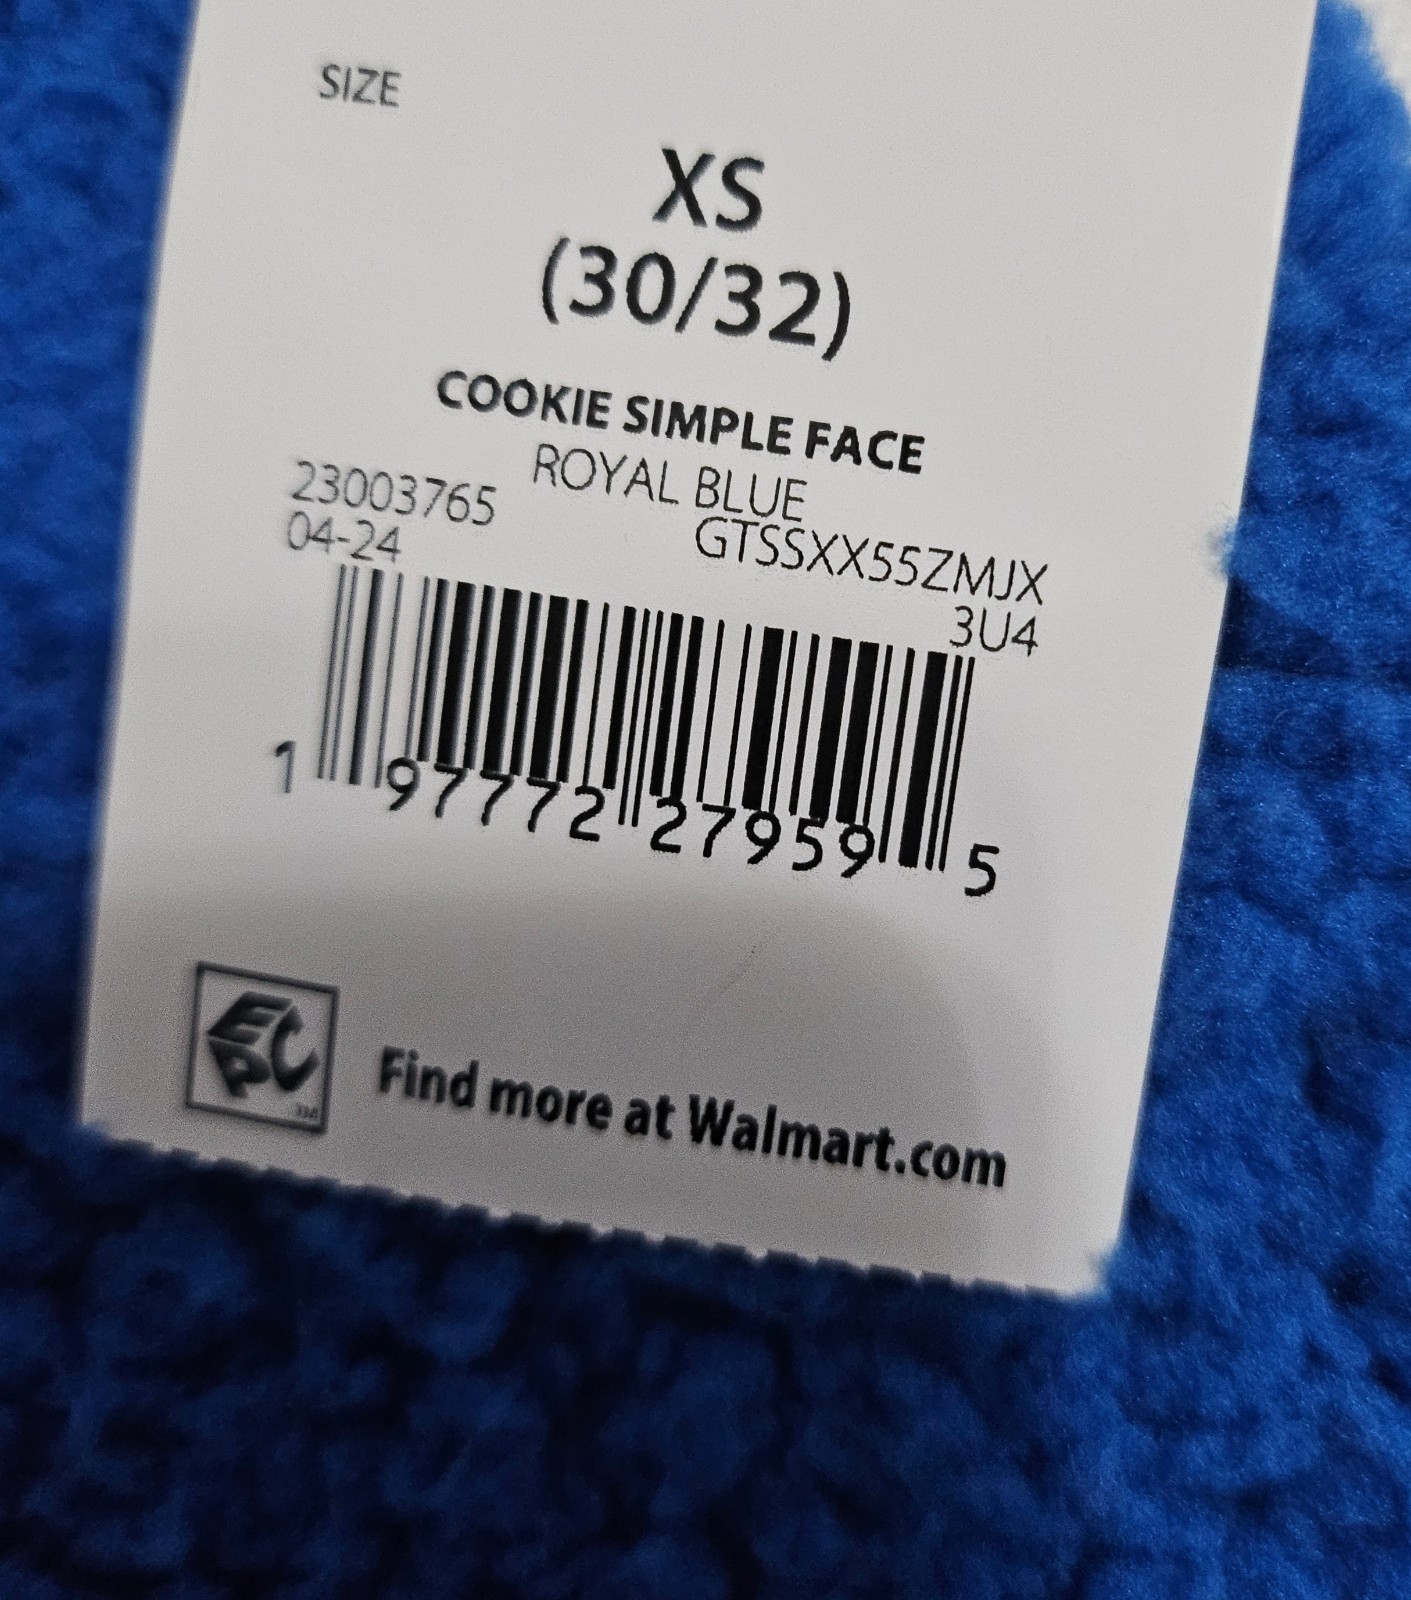 SIZE
XS
(30/32)
COOKIE SIMPLE FACE
ROYAL BLUE
23003765
04-24
GTSSXX55ZMJX
3U4
1 97772 27959 5
EPC
TM
Find more at Walmart.com